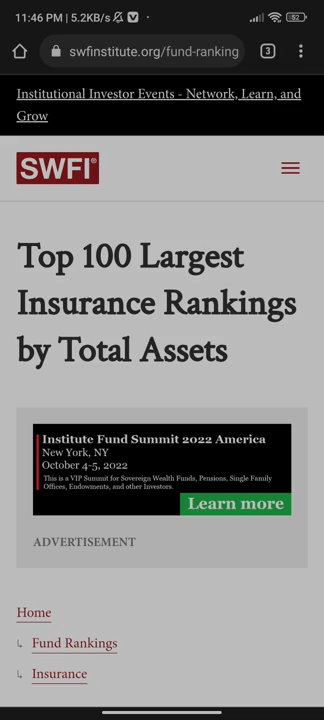 11:46 PM | 5.2KB/s
92
swfinstitute.org/fund-ranking
3
Institutional Investor Events - Network, Learn, and
Grow
SWFI®
Top 100 Largest
Insurance Rankings
by Total Assets
Institute Fund Summit 2022 America
New York, NY
October 4-5, 2022
This is a VIP Summit for Sovereign Wealth Funds, Pensions, Single Family
Offices, Endowments, and other Investors.
Learn more
ADVERTISEMENT
Home
↳ Fund Rankings
↳ Insurance